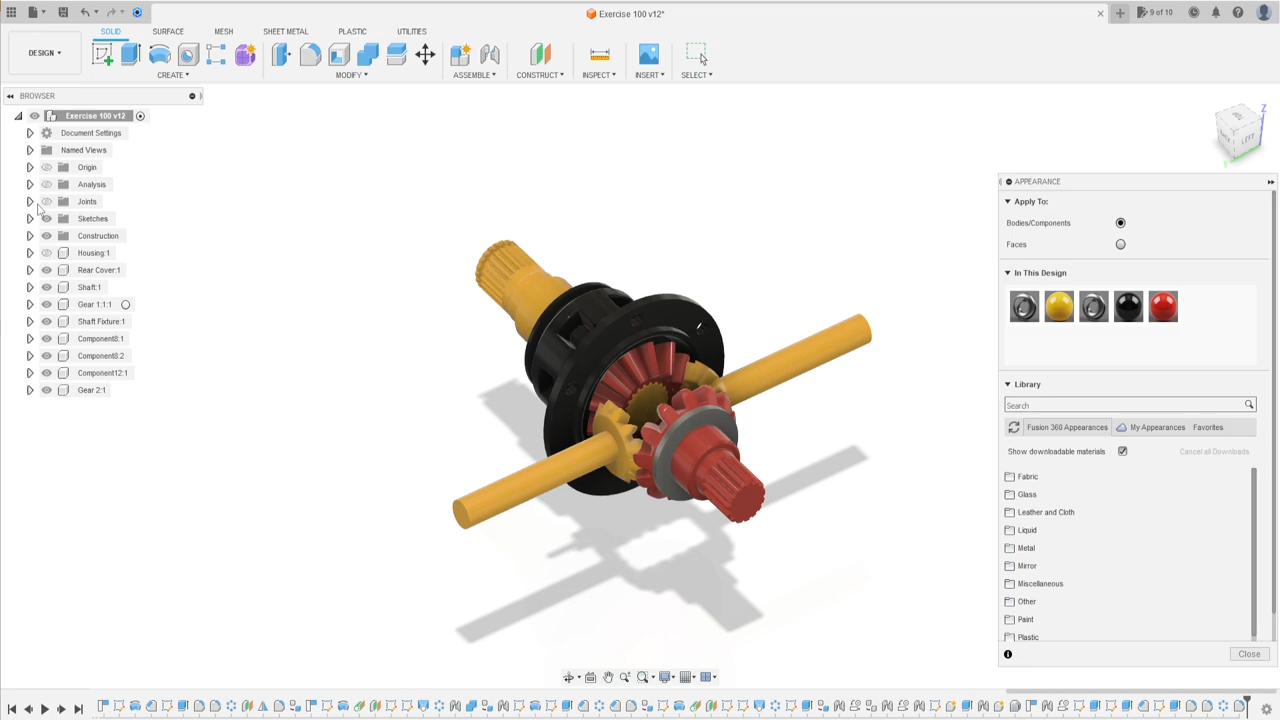 Exercise 100 v12*
9 of 10
DESIGN
SOLID
SURFACE
MESH
SHEET METAL
PLASTIC
UTILITIES
CREATE
MODIFY
ASSEMBLE
CONSTRUCT
INSPECT
INSERT
SELECT
BROWSER
Exercise 100 v12
Document Settings
Named Views
Origin
Analysis
Joints
Sketches
Construction
Housing:1
Rear Cover:1
Shaft:1
Gear 1:1:1
Shaft Fixture:1
Component8:1
Component8:2
Component12:1
Gear 2:1
Z
LEFT
APPEARANCE
Apply To:
Bodies/Components
Faces
In This Design
Library
Search
Fusion 360 Appearances
My Appearances
Favorites
Show downloadable materials
Cancel all Downloads
Fabric
Glass
Leather and Cloth
Liquid
Metal
Mirror
Miscellaneous
Other
Paint
Plastic
Close